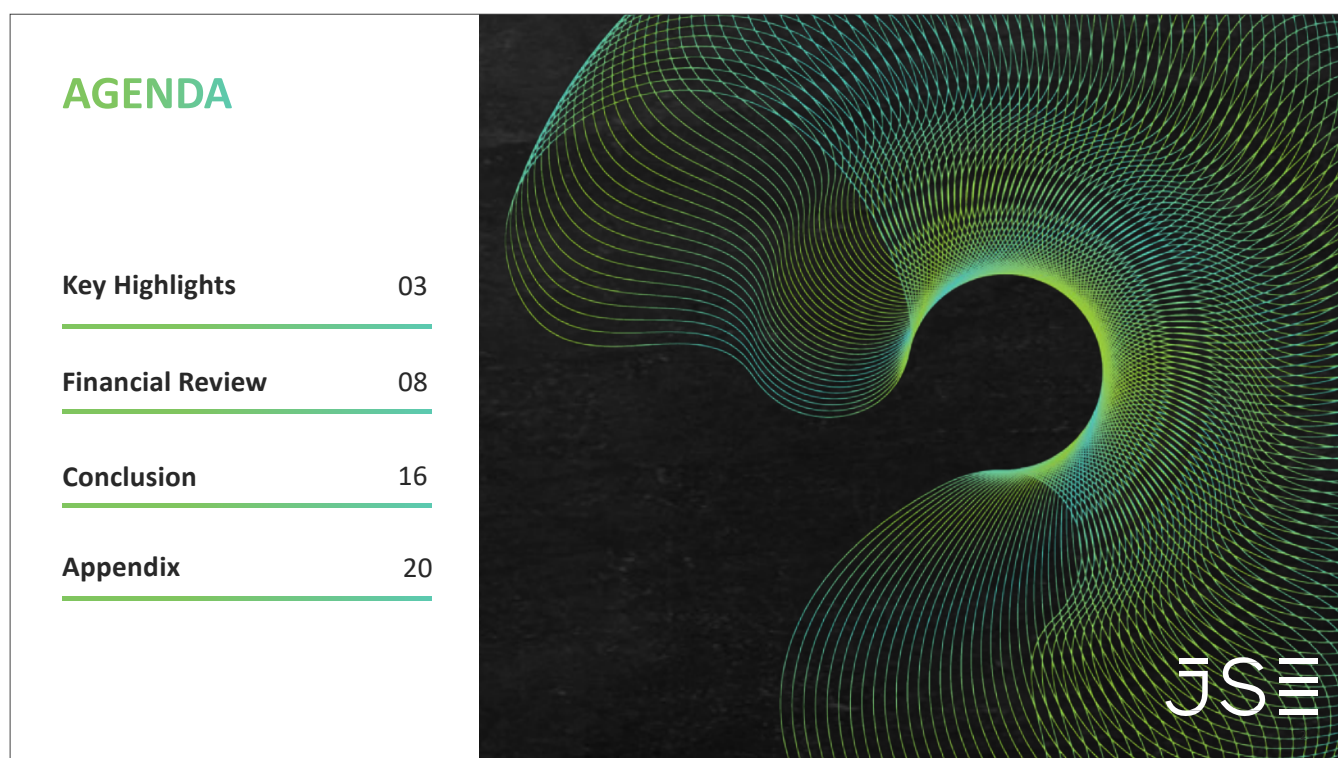 AGENDA
Key Highlights 03
Financial Review 08
Conclusion 16
Appendix 20
JSE